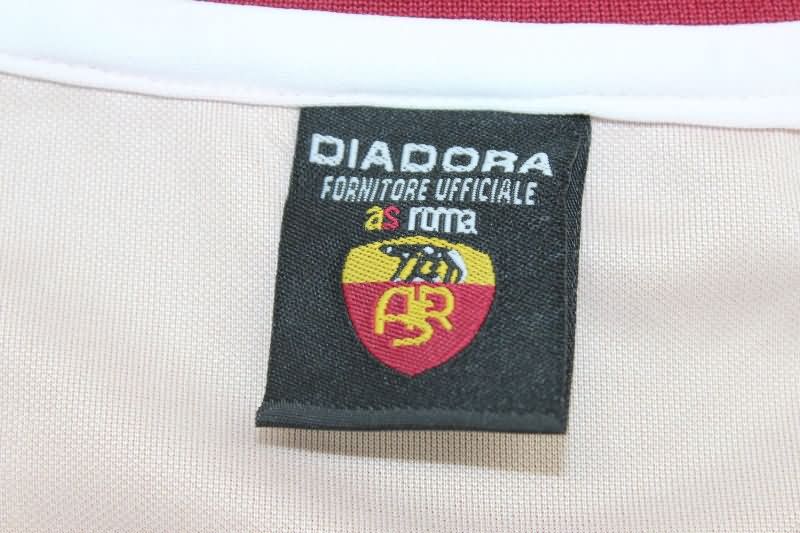 DIADORA
FORNITORE UFFICIALE
as roma
ASR